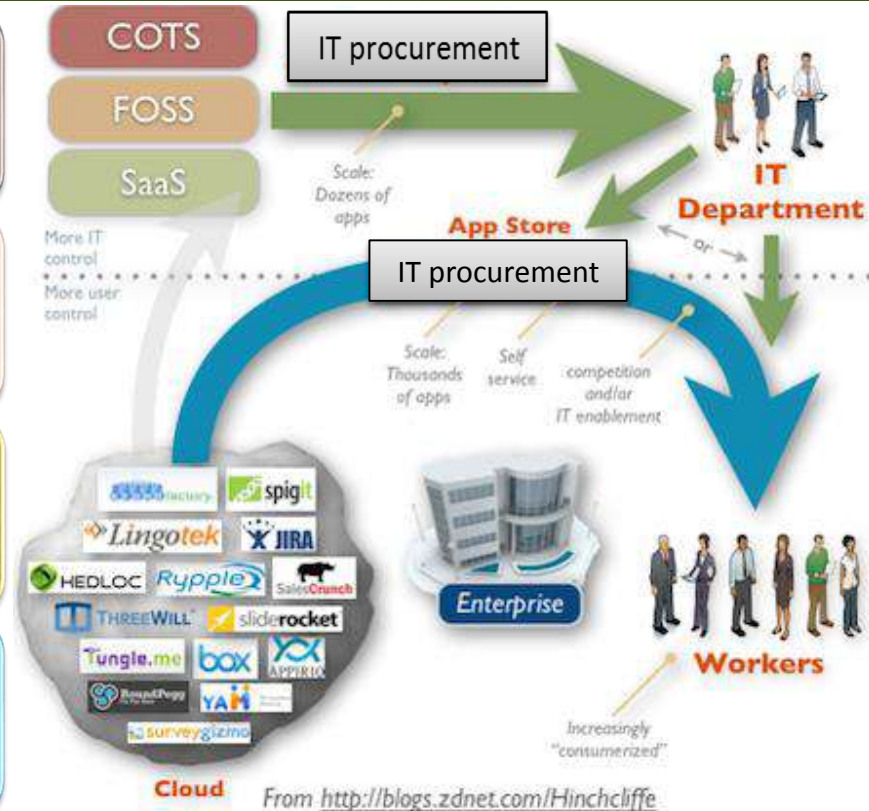 COTS
FOSS
SaaS
IT procurement
Scale:
Dozens of
apps
IT
Department
App Store
or
More IT
control
More user
control
IT procurement
Scale:
Thousands
of apps
Self
service
competition
and/or
IT enablement
factory
spigit
Lingotek
JIRA
HEDLOC
Rypple
SalesCrunch
THREEWILL
sliderocket
Tungle.me
box
APPIRIO
RoundPegg
YAM
surveygizmo
Cloud
Enterprise
Workers
Increasingly
"consumerized"
From http://blogs.zdnet.com/Hinchcliffe